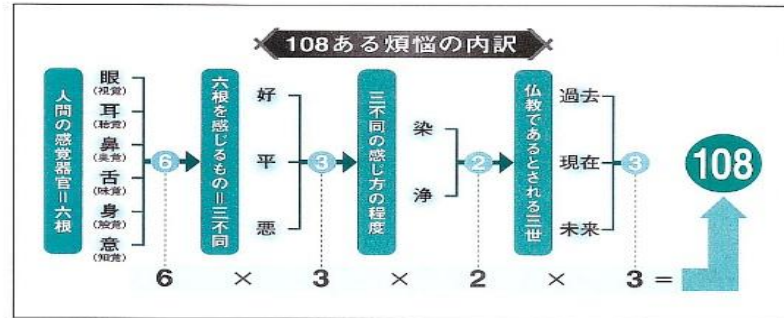 108ある煩悩の内訳
人間の感覚器官＝六根
眼
(視覚)
耳
(聴覚)
鼻
(臭覚)
舌
(味覚)
身
(触覚)
意
(知覚)
6
六根を感じるもの＝三不同
好
平
悪
3
三不同の感じ方の程度
染
浄
2
仏教であるとされる三世
過去
現在
未来
3
108
6 × 3 × 2 × 3 =